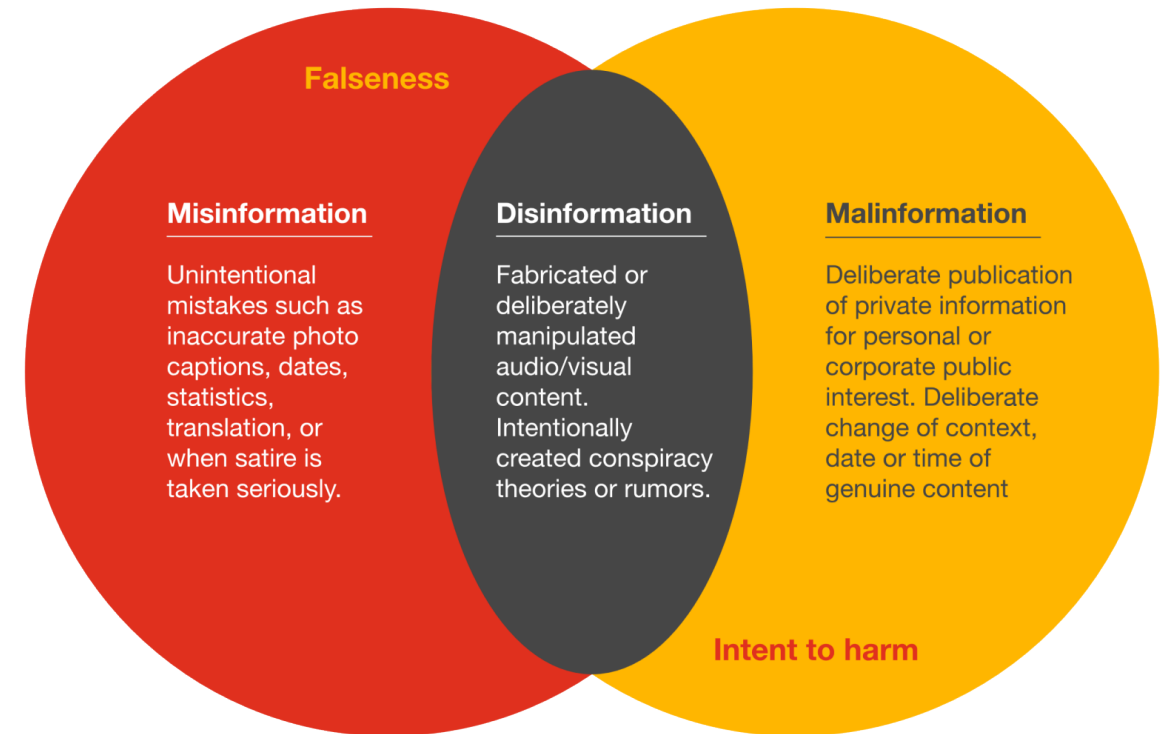 Falseness
Misinformation
Unintentional
mistakes such as
inaccurate photo
captions, dates,
statistics,
translation, or
when satire is
taken seriously.
Disinformation
Fabricated or
deliberately
manipulated
audio/visual
content.
Intentionally
created conspiracy
theories or rumors.
Malinformation
Deliberate publication
of private information
for personal or
corporate public
interest. Deliberate
change of context,
date or time of
genuine content
Intent to harm